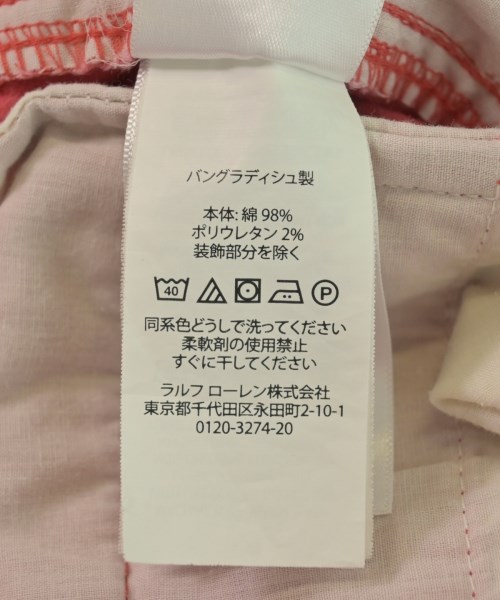 バングラディシュ製
本体: 綿 98%
ポリウレタン 2%
装飾部分を除く
40 P
同系色どうしで洗ってください
柔軟剤の使用禁止
すぐに干してください
ラルフ ローレン株式会社
東京都千代田区永田町2-10-1
0120-3274-20